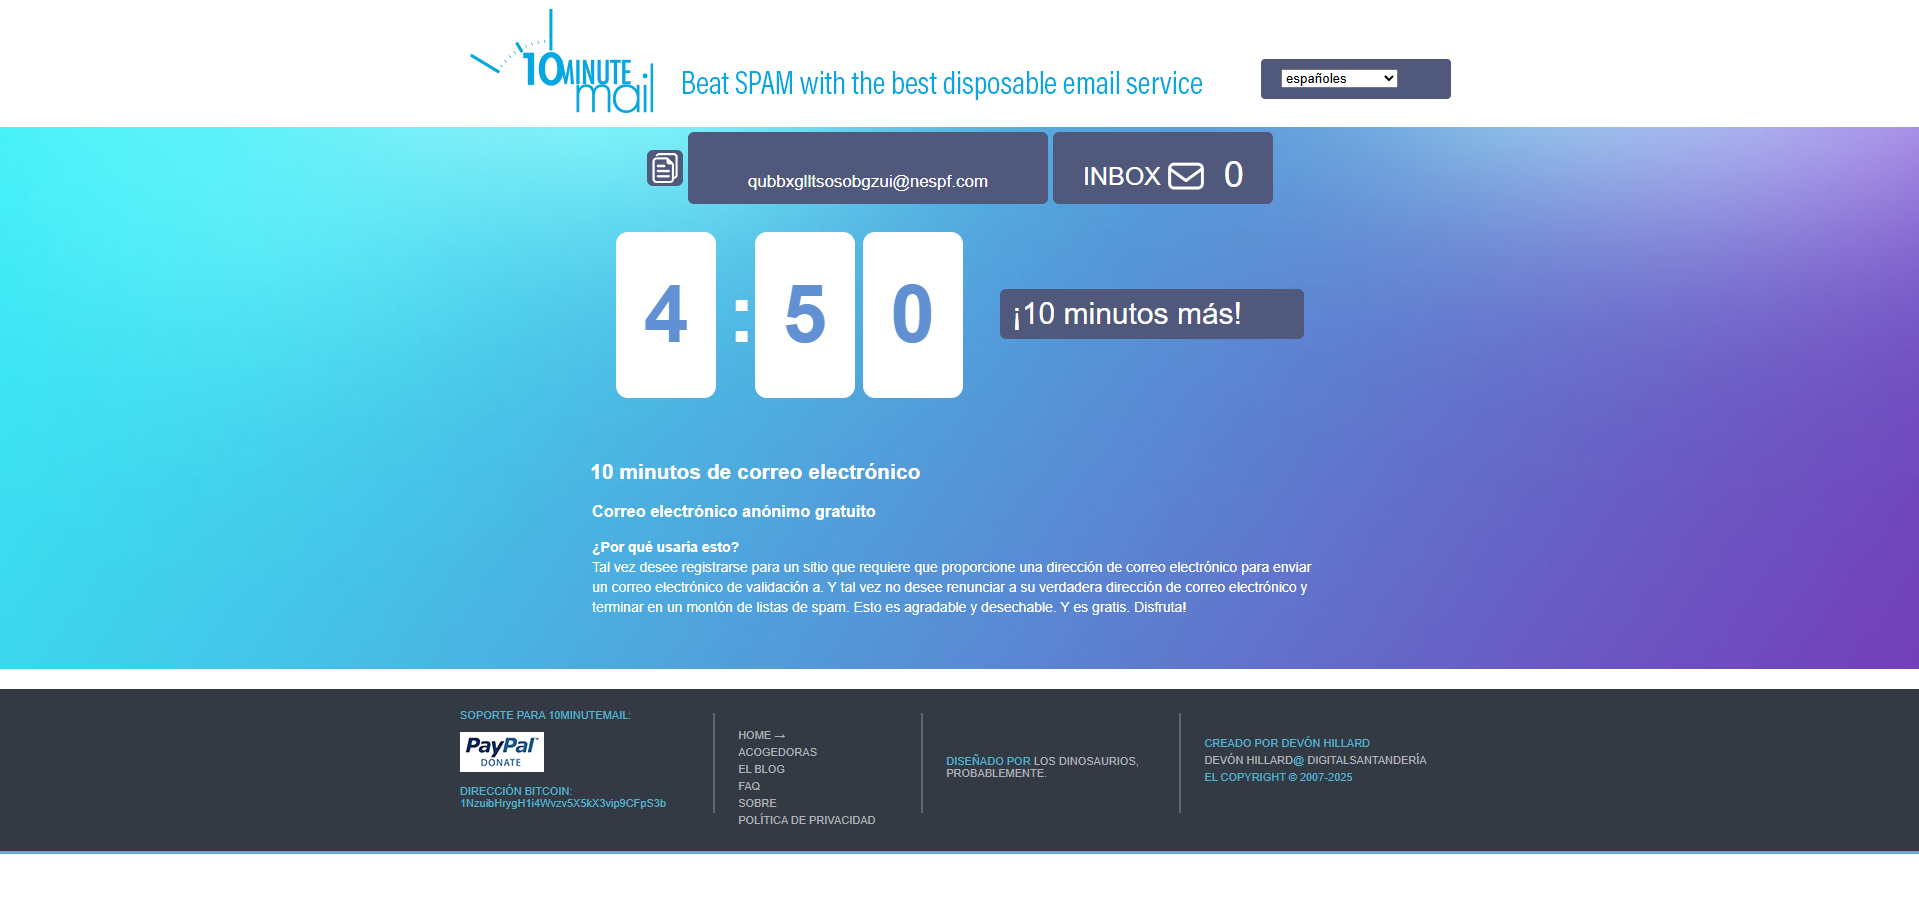 10MINUTE
mail
Beat SPAM with the best disposable email service
españoles
qubbxglltsosobgzui@nespf.com
INBOX 0
4 : 5 0
¡10 minutos más!
10 minutos de correo electrónico
Correo electrónico anónimo gratuito
¿Por qué usaría esto?
Tal vez desee registrarse para un sitio que requiere que proporcione una dirección de correo electrónico para enviar
un correo electrónico de validación a. Y tal vez no desee renunciar a su verdadera dirección de correo electrónico y
terminar en un montón de listas de spam. Esto es agradable y desechable. Y es gratis. Disfruta!
SOPORTE PARA 10MINUTEMAIL:
PayPal
DONATE
DIRECCIÓN BITCOIN:
1NzuibHrygH1i4Wvzv5X5kX3vip9CFpS3b
HOME →
ACOGEDORAS
EL BLOG
FAQ
SOBRE
POLÍTICA DE PRIVACIDAD
DISEÑADO POR LOS DINOSAURIOS,
PROBABLEMENTE.
CREADO POR DEVÓN HILLARD
DEVÓN HILLARD@ DIGITALSANTANDERÍA
EL COPYRIGHT © 2007-2025